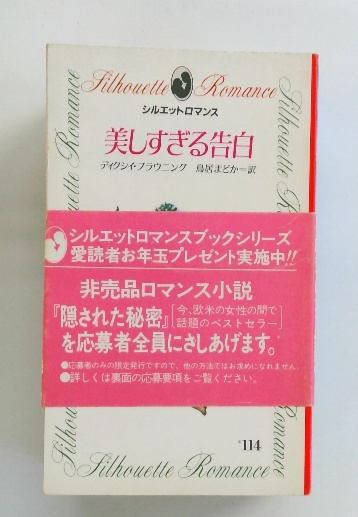 Silhouette Romance
シルエットロマンス
美しすぎる告白
ディクシイ・ブラウニング 鳥居まどか=訳
Silhouette Romance
Silhouette Romance
シルエットロマンスブックシリーズ
愛読者お年玉プレゼント実施中!!
非売品ロマンス小説
『隠された秘密』[今、欧米の女性の間で
話題のベストセラー]
を応募者全員にさしあげます。
●応募者のみの限定発行ですので、他の方法ではお求めになれません。
●詳しくは裏面の応募要項をご覧ください。
114
Silhouette Romance